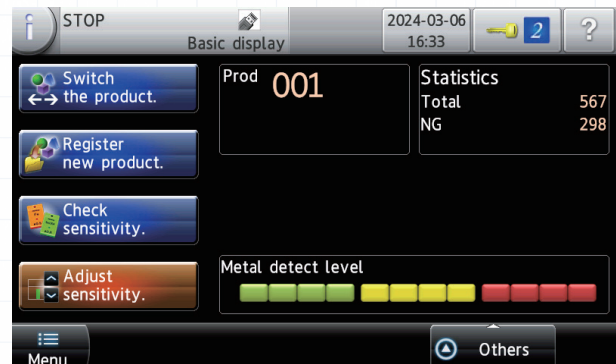 i STOP
Basic display
2024-03-06
16:33
2
?
Switch
the product.
Register
new product.
Check
sensitivity.
Adjust
sensitivity.
Prod 001
Statistics
Total 567
NG 298
Metal detect level
Menu
Others